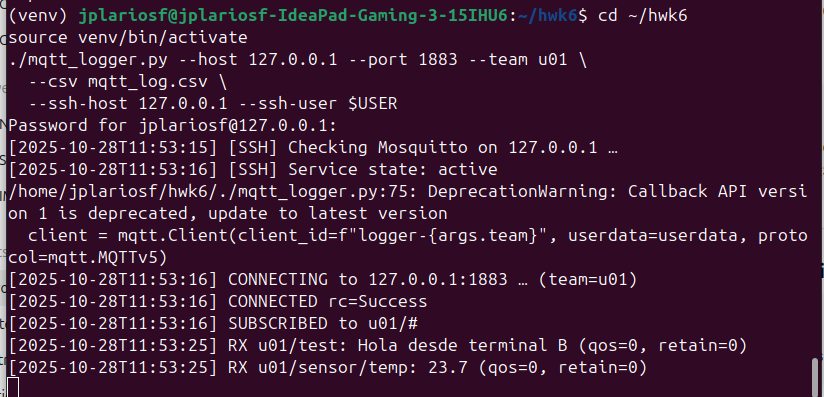 (venv) jplariosf@jplariosf-IdeaPad-Gaming-3-15IHU6:~/hwk6$ cd ~/hwk6
source venv/bin/activate
./mqtt_logger.py --host 127.0.0.1 --port 1883 --team u01 \
  --csv mqtt_log.csv \
  --ssh-host 127.0.0.1 --ssh-user $USER
Password for jplariosf@127.0.0.1:
[2025-10-28T11:53:15] [SSH] Checking Mosquitto on 127.0.0.1 …
[2025-10-28T11:53:16] [SSH] Service state: active
/home/jplariosf/hwk6/./mqtt_logger.py:75: DeprecationWarning: Callback API versi
on 1 is deprecated, update to latest version
  client = mqtt.Client(client_id=f"logger-{args.team}", userdata=userdata, proto
col=mqtt.MQTTv5)
[2025-10-28T11:53:16] CONNECTING to 127.0.0.1:1883 … (team=u01)
[2025-10-28T11:53:16] CONNECTED rc=Success
[2025-10-28T11:53:16] SUBSCRIBED to u01/#
[2025-10-28T11:53:25] RX u01/test: Hola desde terminal B (qos=0, retain=0)
[2025-10-28T11:53:25] RX u01/sensor/temp: 23.7 (qos=0, retain=0)